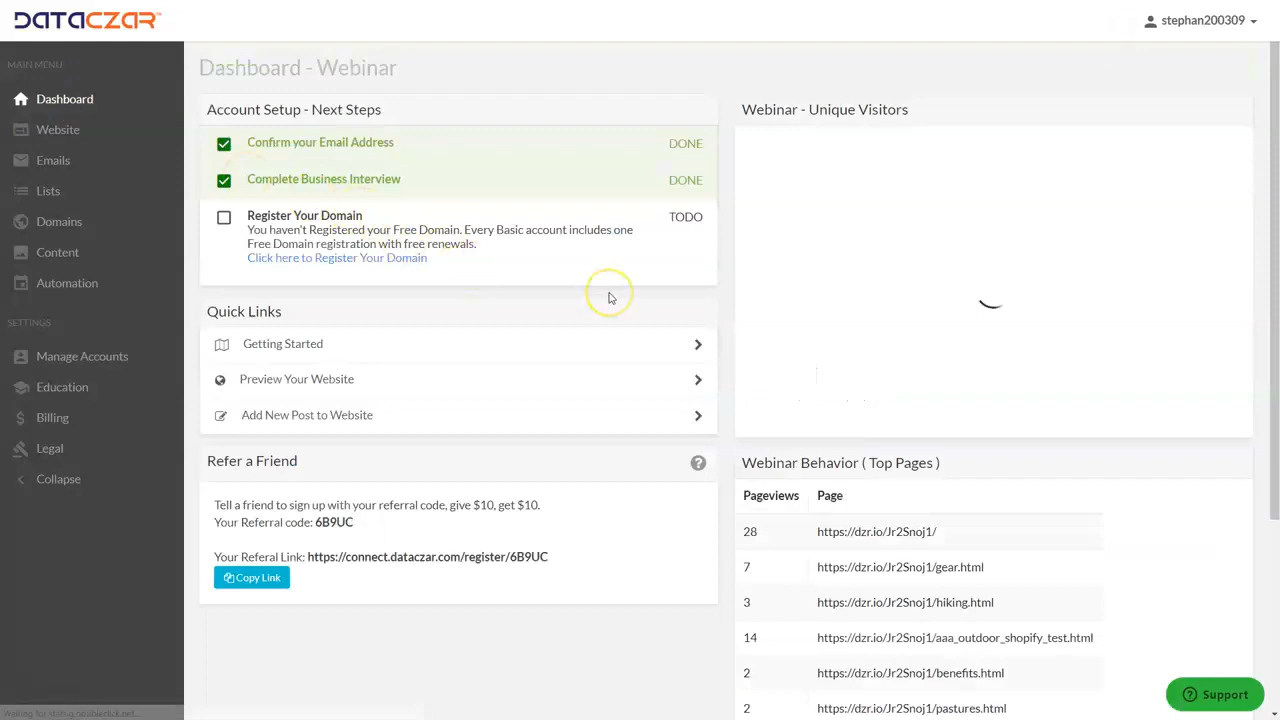 DATACZAR
stephan200309
MAIN MENU
Dashboard
Website
Emails
Lists
Domains
Content
Automation
SETTINGS
Manage Accounts
Education
Billing
Legal
Collapse
Dashboard - Webinar
Account Setup - Next Steps
Confirm your Email Address DONE
Complete Business Interview DONE
Register Your Domain TODO
You haven't Registered your Free Domain. Every Basic account includes one
Free Domain registration with free renewals.
Click here to Register Your Domain
Quick Links
Getting Started
Preview Your Website
Add New Post to Website
Refer a Friend
Tell a friend to sign up with your referral code, give $10, get $10.
Your Referral code: 6B9UC
Your Referal Link: https://connect.dataczar.com/register/6B9UC
Copy Link
Webinar - Unique Visitors
Webinar Behavior ( Top Pages )
Pageviews Page
28 https://dzr.io/Jr2Snoj1/
7 https://dzr.io/Jr2Snoj1/gear.html
3 https://dzr.io/Jr2Snoj1/hiking.html
14 https://dzr.io/Jr2Snoj1/aaa_outdoor_shopify_test.html
2 https://dzr.io/Jr2Snoj1/benefits.html
2 https://dzr.io/Jr2Snoj1/pastures.html
Support